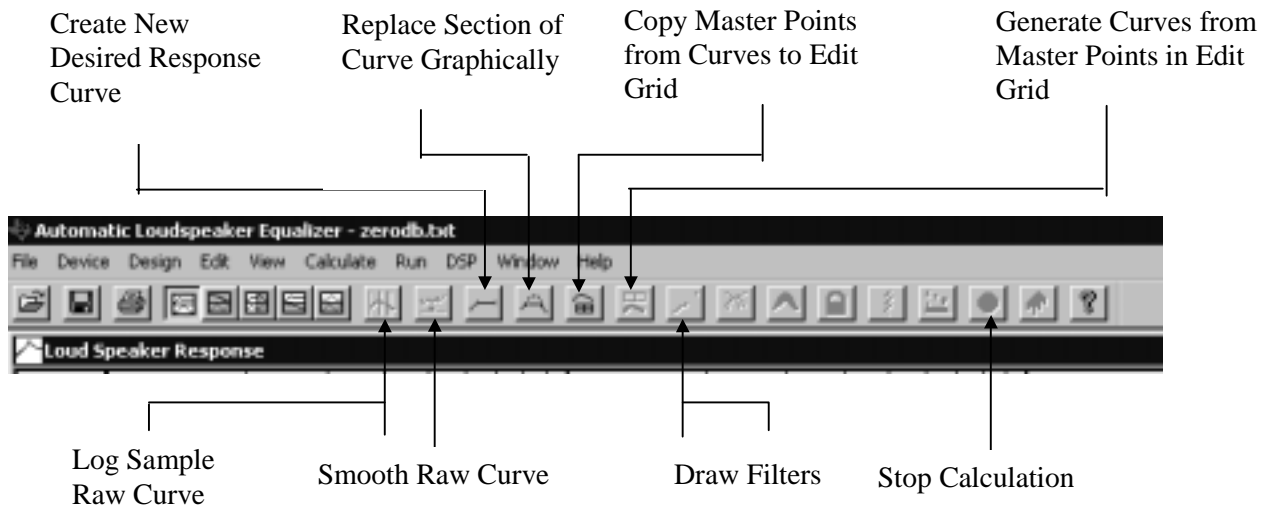 Create New
Desired Response
Curve
Replace Section of
Curve Graphically
Copy Master Points
from Curves to Edit
Grid
Generate Curves from
Master Points in Edit
Grid
Automatic Loudspeaker Equalizer - zerodb.txt
File Device Design Edit View Calculate Run DSP Window Help
Loud Speaker Response
Log Sample
Raw Curve
Smooth Raw Curve
Draw Filters
Stop Calculation